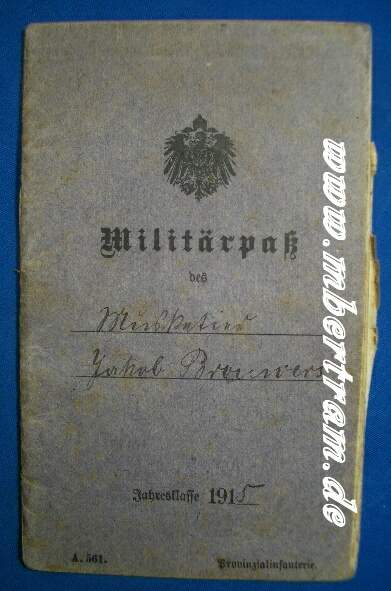 Militärpaß
des
Musketier
Jakob Brouwers
Jahresklasse 1915
A. 561.
Provinzialinfanterie.
www.mbertram.de